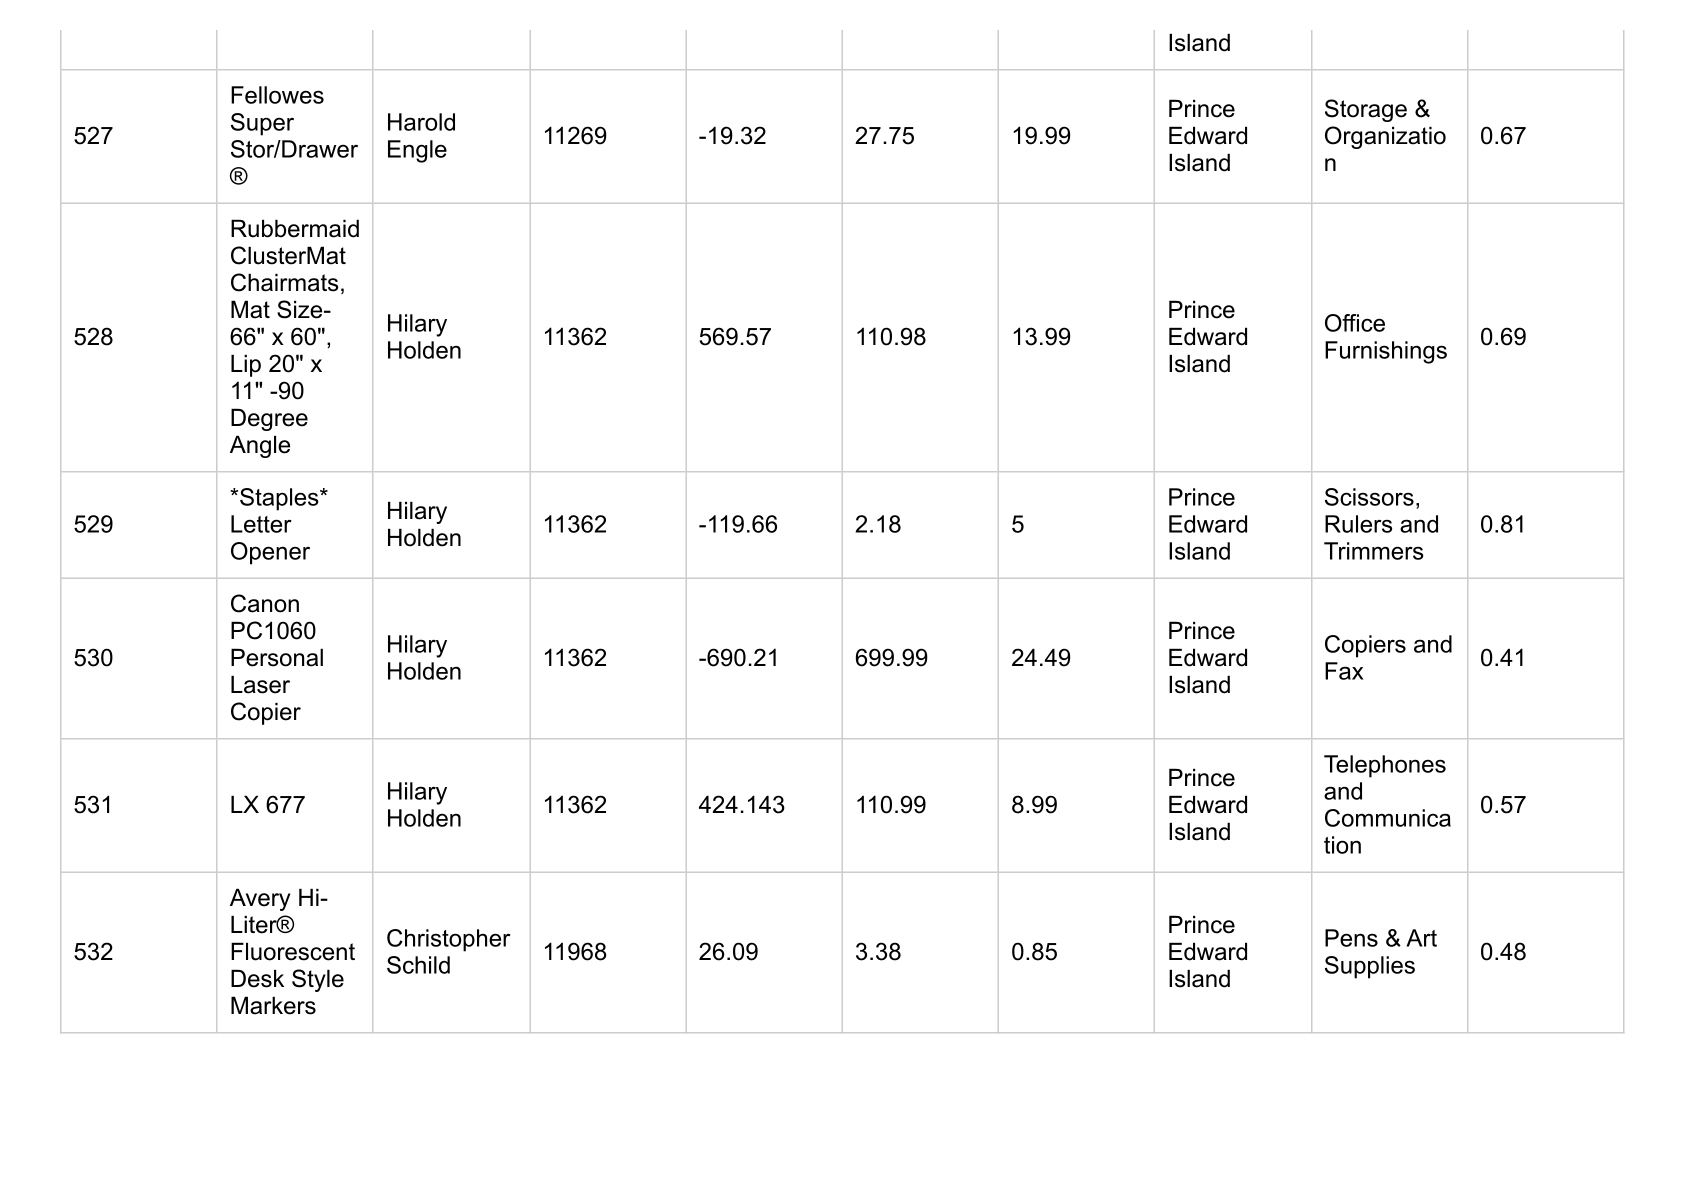 Island
527
Fellowes
Super
Stor/Drawer
®
Harold
Engle
11269
-19.32
27.75
19.99
Prince
Edward
Island
Storage &
Organizatio
n
0.67
528
Rubbermaid
ClusterMat
Chairmats,
Mat Size-
66" x 60",
Lip 20" x
11" -90
Degree
Angle
Hilary
Holden
11362
569.57
110.98
13.99
Prince
Edward
Island
Office
Furnishings
0.69
529
*Staples*
Letter
Opener
Hilary
Holden
11362
-119.66
2.18
5
Prince
Edward
Island
Scissors,
Rulers and
Trimmers
0.81
530
Canon
PC1060
Personal
Laser
Copier
Hilary
Holden
11362
-690.21
699.99
24.49
Prince
Edward
Island
Copiers and
Fax
0.41
531
LX 677
Hilary
Holden
11362
424.143
110.99
8.99
Prince
Edward
Island
Telephones
and
Communica
tion
0.57
532
Avery Hi-
Liter®
Fluorescent
Desk Style
Markers
Christopher
Schild
11968
26.09
3.38
0.85
Prince
Edward
Island
Pens & Art
Supplies
0.48